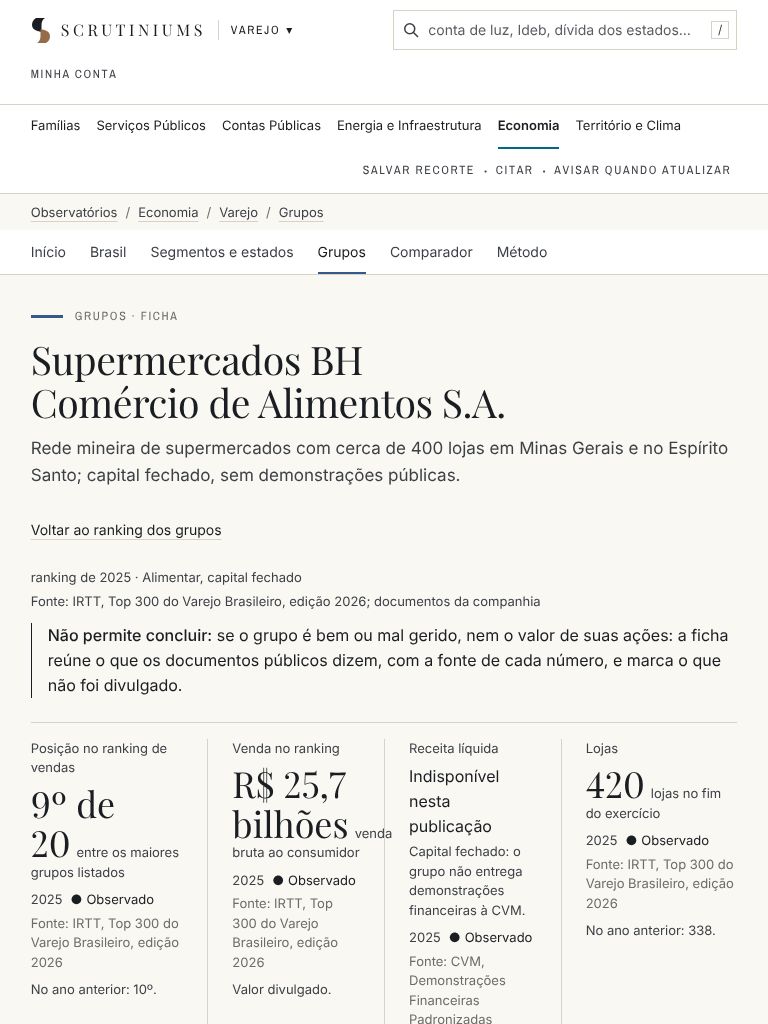 SCRUTINIUMS
VAREJO ▼
conta de luz, Ideb, dívida dos estados...
/
MINHA CONTA
Famílias
Serviços Públicos
Contas Públicas
Energia e Infraestrutura
Economia
Território e Clima
SALVAR RECORTE • CITAR • AVISAR QUANDO ATUALIZAR
Observatórios / Economia / Varejo / Grupos
Início
Brasil
Segmentos e estados
Grupos
Comparador
Método
GRUPOS · FICHA
Supermercados BH
Comércio de Alimentos S.A.
Rede mineira de supermercados com cerca de 400 lojas em Minas Gerais e no Espírito
Santo; capital fechado, sem demonstrações públicas.
Voltar ao ranking dos grupos
ranking de 2025 · Alimentar, capital fechado
Fonte: IRTT, Top 300 do Varejo Brasileiro, edição 2026; documentos da companhia
Não permite concluir: se o grupo é bem ou mal gerido, nem o valor de suas ações: a ficha
reúne o que os documentos públicos dizem, com a fonte de cada número, e marca o que
não foi divulgado.
Posição no ranking de
vendas
9º de
20 entre os maiores
grupos listados
2025 ● Observado
Fonte: IRTT, Top 300 do
Varejo Brasileiro, edição
2026
No ano anterior: 10º.
Venda no ranking
R$ 25,7
bilhões venda
bruta ao consumidor
2025 ● Observado
Fonte: IRTT, Top
300 do Varejo
Brasileiro, edição
2026
Valor divulgado.
Receita líquida
Indisponível
nesta
publicação
Capital fechado: o
grupo não entrega
demonstrações
financeiras à CVM.
2025 ● Observado
Fonte: CVM,
Demonstrações
Financeiras
Padronizadas
Lojas
420 lojas no fim
do exercício
2025 ● Observado
Fonte: IRTT, Top 300 do
Varejo Brasileiro, edição
2026
No ano anterior: 338.